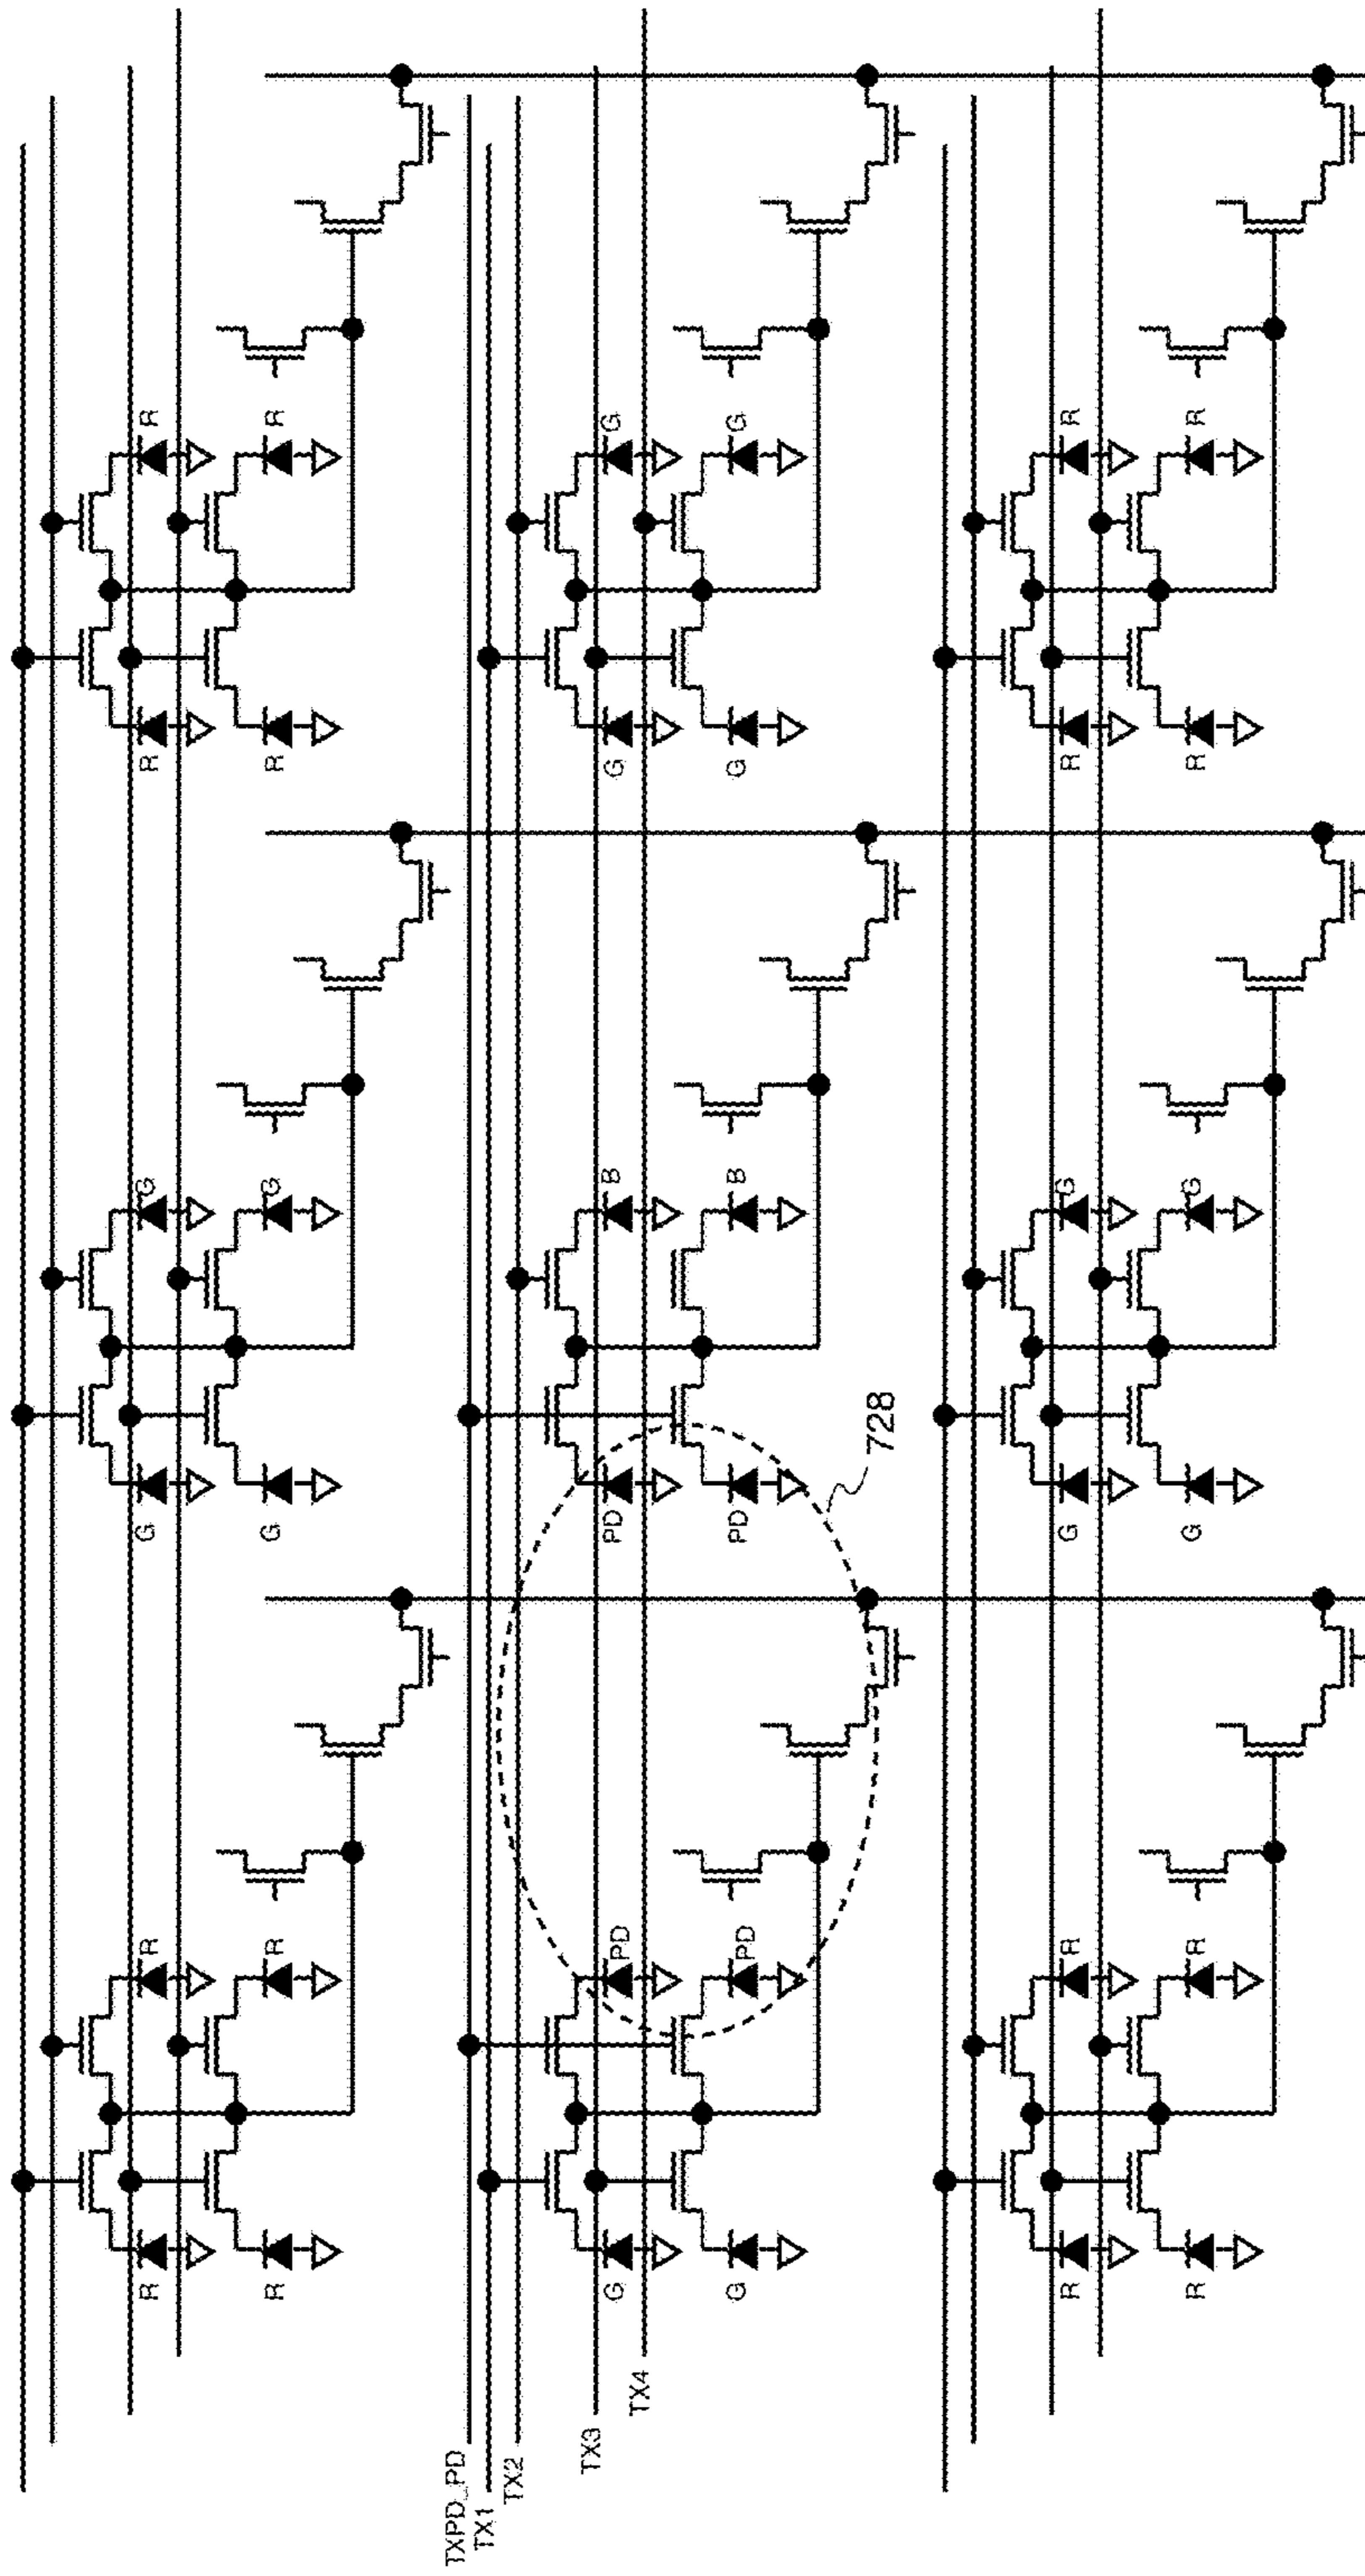 R R G G R R
R R G G R R
TXPD_PD
TX1
TX2
TX3
G PD PD B G G
TX4
G PD PD B G G
728
R R G G R R
R R G G R R